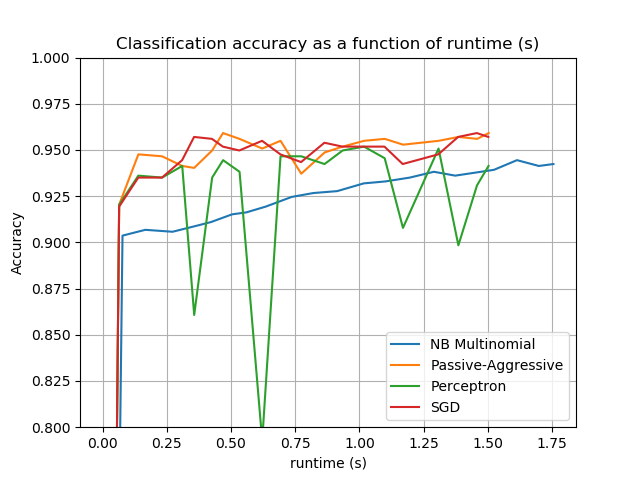 Classification accuracy as a function of runtime (s)
1.000
0.975
0.950
0.925
0.900
0.875
0.850
0.825
0.800
Accuracy
NB Multinomial
Passive-Aggressive
Perceptron
SGD
0.00 0.25 0.50 0.75 1.00 1.25 1.50 1.75
runtime (s)